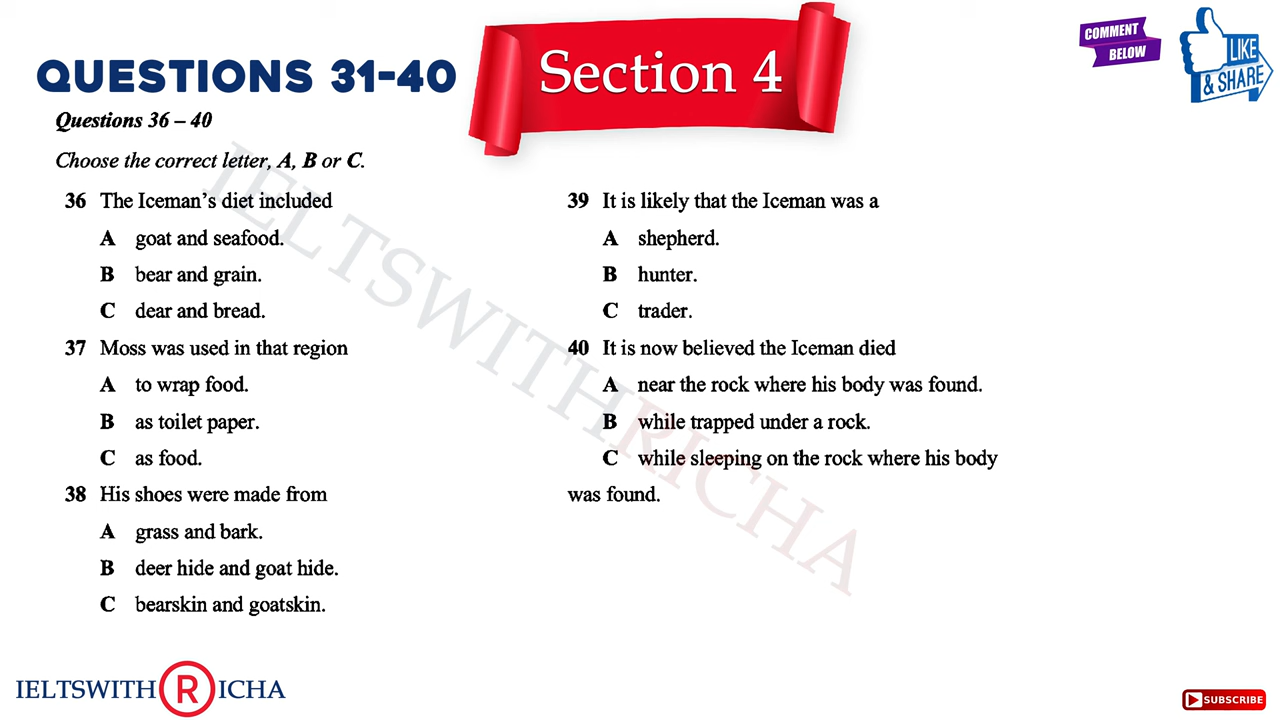 QUESTIONS 31-40
Section 4
COMMENT
BELOW
LIKE
& SHARE
Questions 36 – 40
Choose the correct letter, A, B or C.
36 The Iceman's diet included
A goat and seafood.
B bear and grain.
C dear and bread.
37 Moss was used in that region
A to wrap food.
B as toilet paper.
C as food.
38 His shoes were made from
A grass and bark.
B deer hide and goat hide.
C bearskin and goatskin.
39 It is likely that the Iceman was a
A shepherd.
B hunter.
C trader.
40 It is now believed the Iceman died
A near the rock where his body was found.
B while trapped under a rock.
C while sleeping on the rock where his body
was found.
IELTSWITHRICHA
IELTSWITH R ICHA
SUBSCRIBE